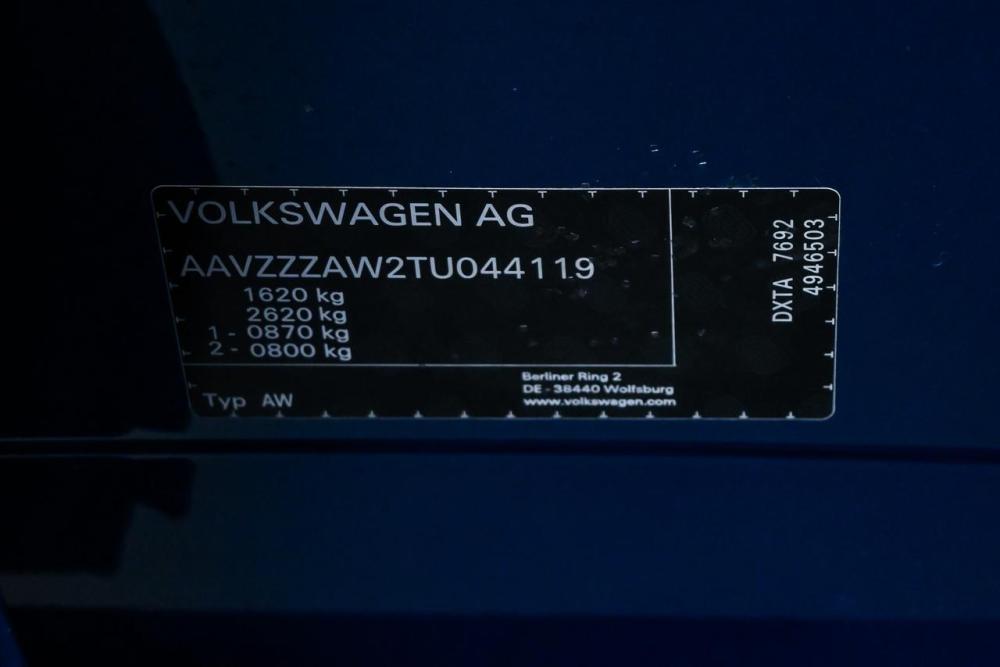 VOLKSWAGEN AG
AAVZZZAW2TU044119
1620 kg
2620 kg
1 - 0870 kg
2 - 0800 kg
Typ AW
Berliner Ring 2
DE - 38440 Wolfsburg
www.volkswagen.com
DXTA 7692
4946503